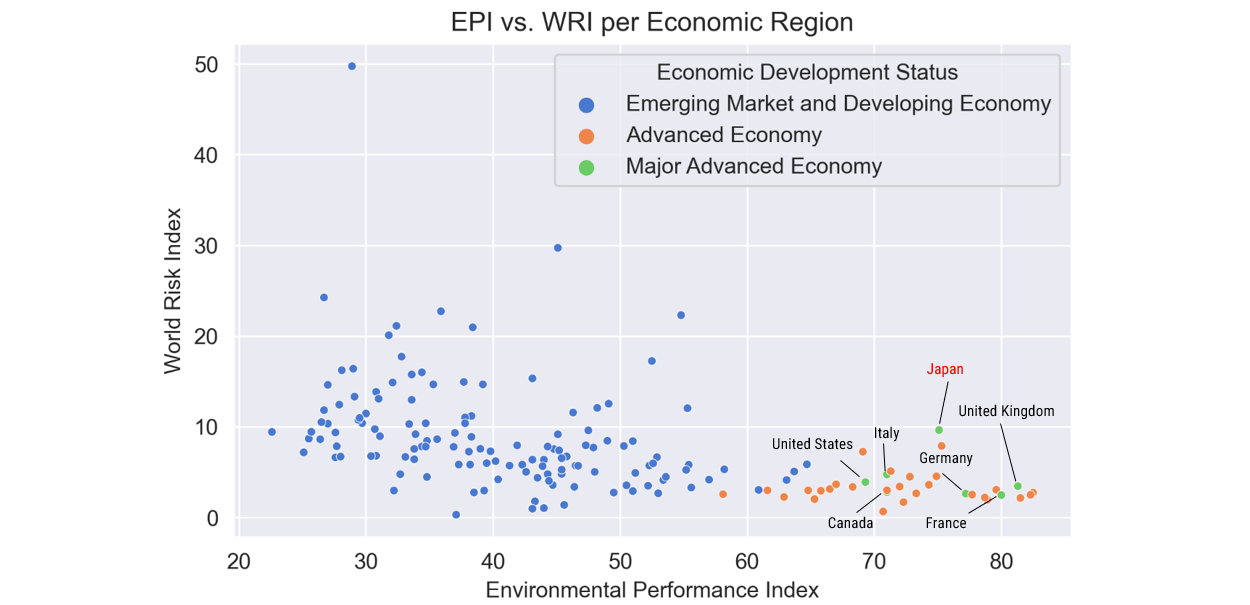 EPI vs. WRI per Economic Region
Economic Development Status
Emerging Market and Developing Economy
Advanced Economy
Major Advanced Economy
World Risk Index
50
40
30
20
10
0
Japan
United Kingdom
Italy
United States
Germany
Canada
France
20 30 40 50 60 70 80
Environmental Performance Index